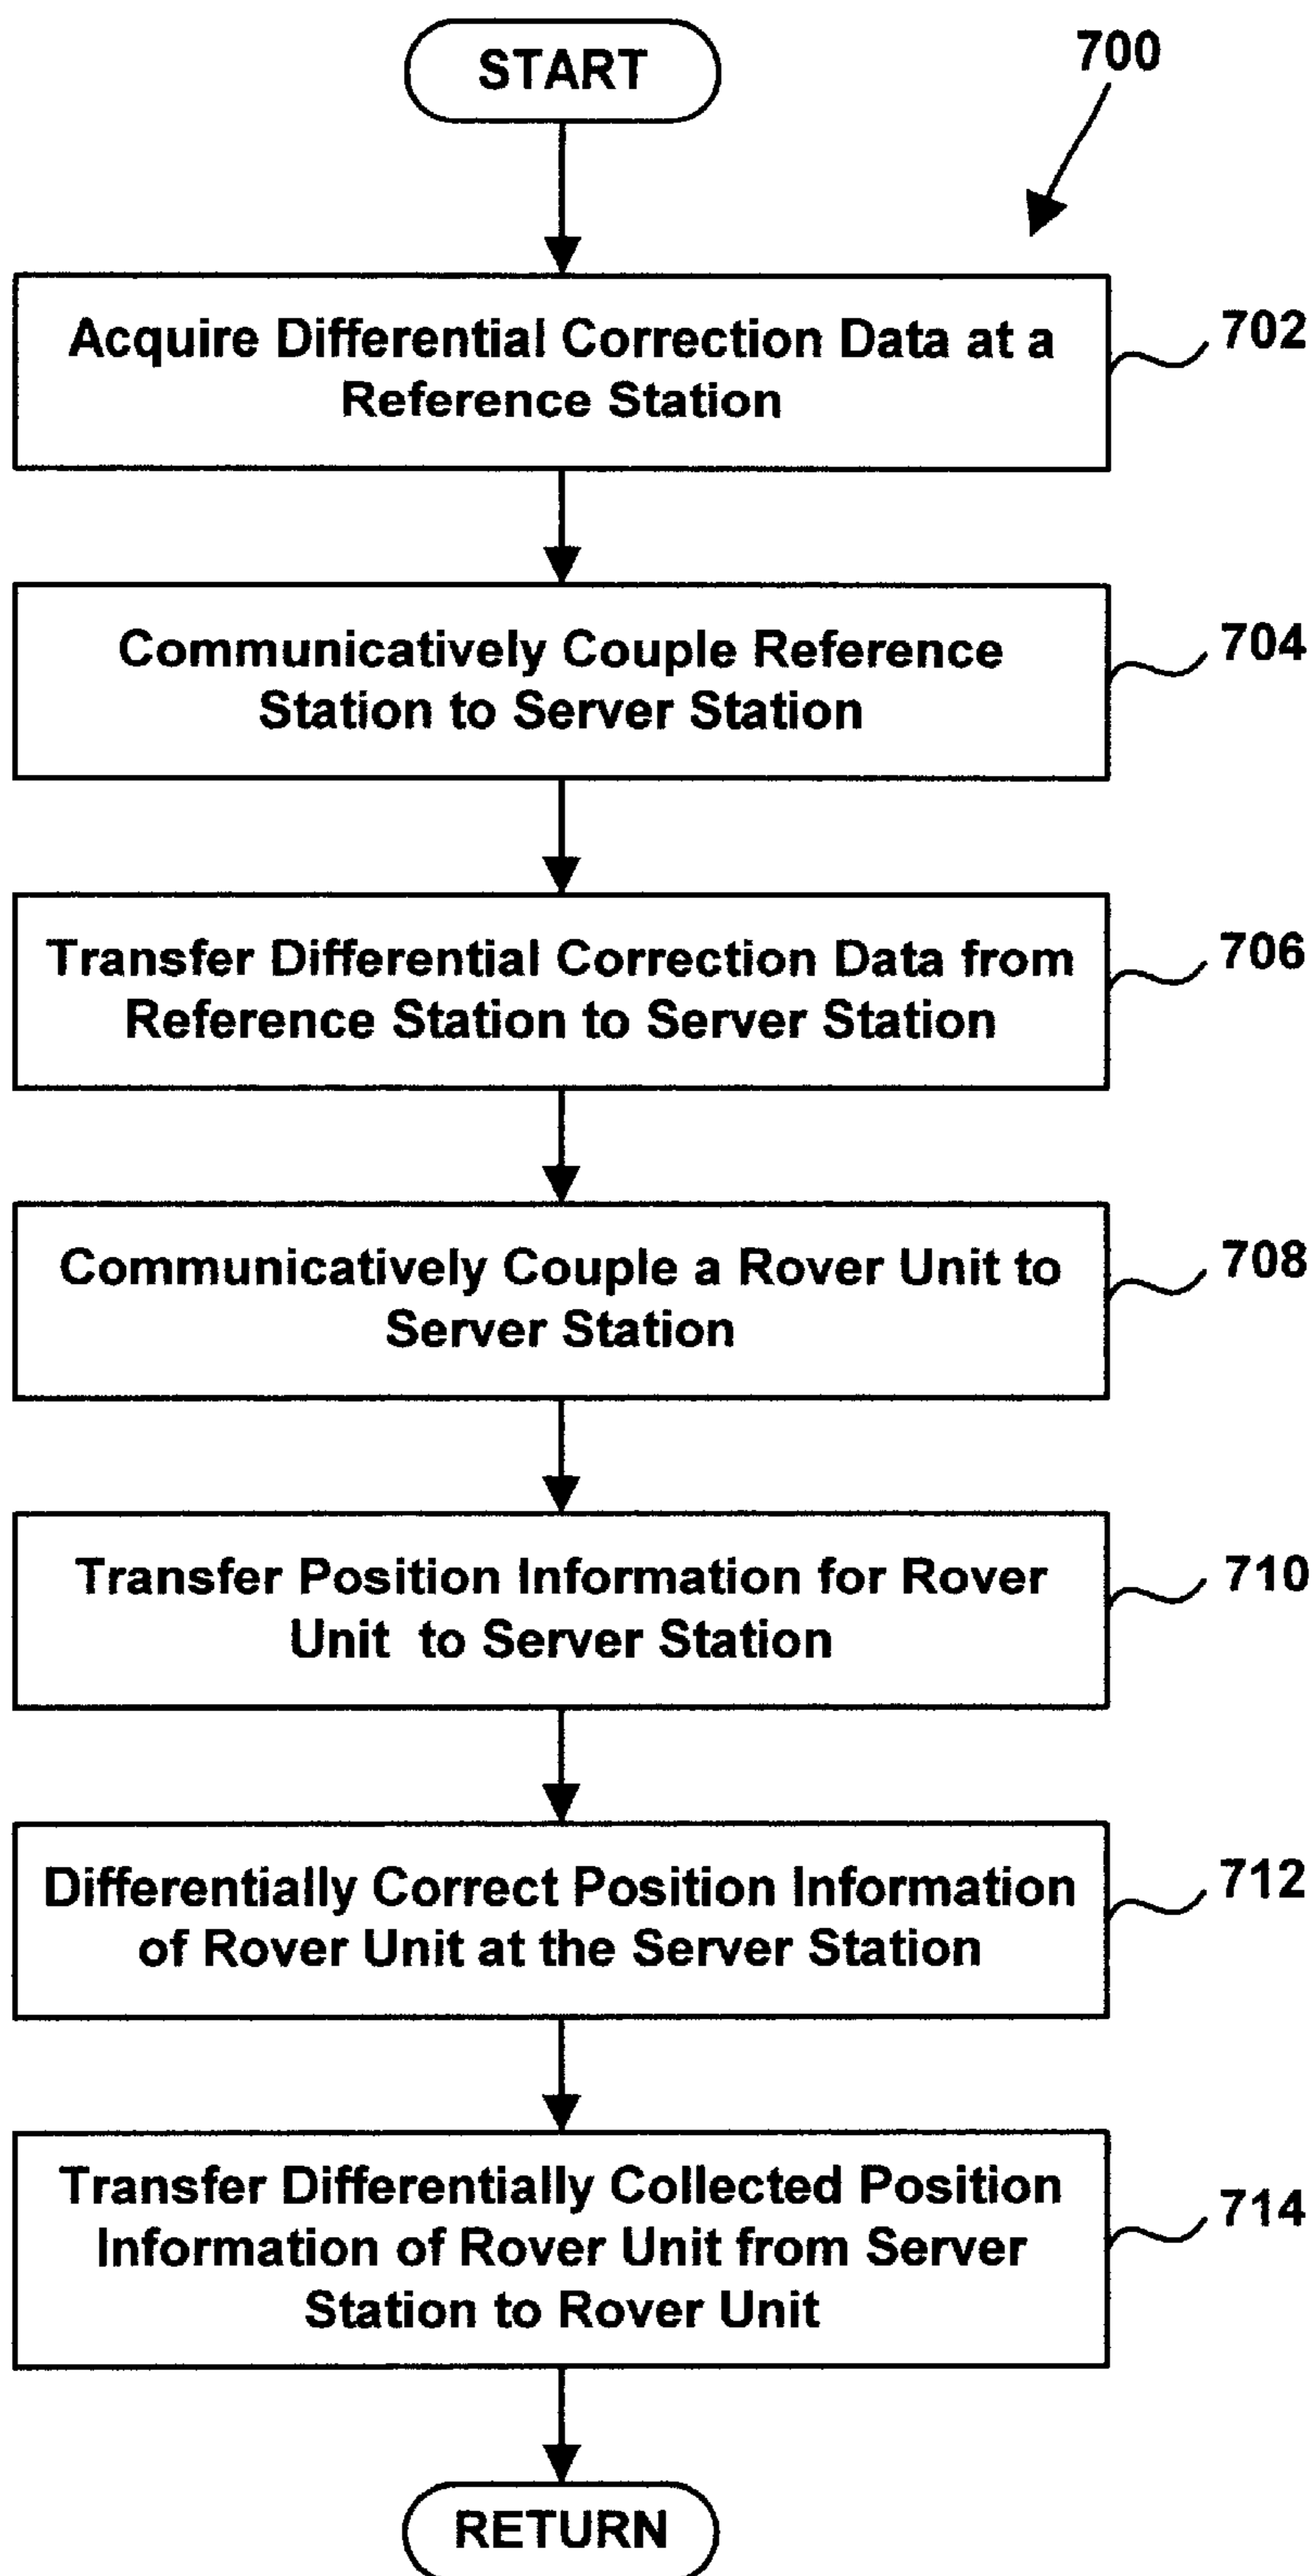 START
700
Acquire Differential Correction Data at a
Reference Station
702
Communicatively Couple Reference
Station to Server Station
704
Transfer Differential Correction Data from
Reference Station to Server Station
706
Communicatively Couple a Rover Unit to
Server Station
708
Transfer Position Information for Rover
Unit to Server Station
710
Differentially Correct Position Information
of Rover Unit at the Server Station
712
Transfer Differentially Collected Position
Information of Rover Unit from Server
Station to Rover Unit
714
RETURN